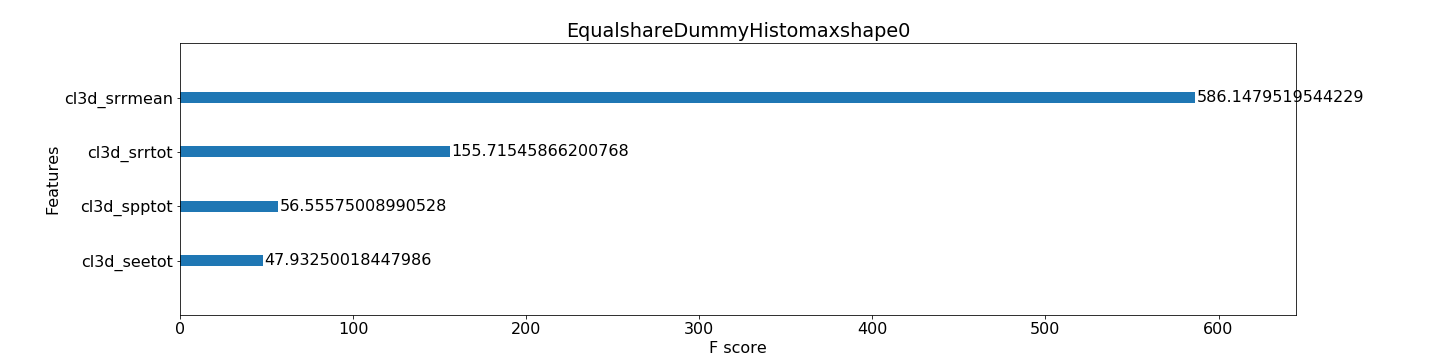 EqualshareDummyHistomaxshape0
Features
cl3d_srrmean 586.1479519544229
cl3d_srrtot 155.71545866200768
cl3d_spptot 56.55575008990528
cl3d_seetot 47.93250018447986
0 100 200 300 400 500 600
F score